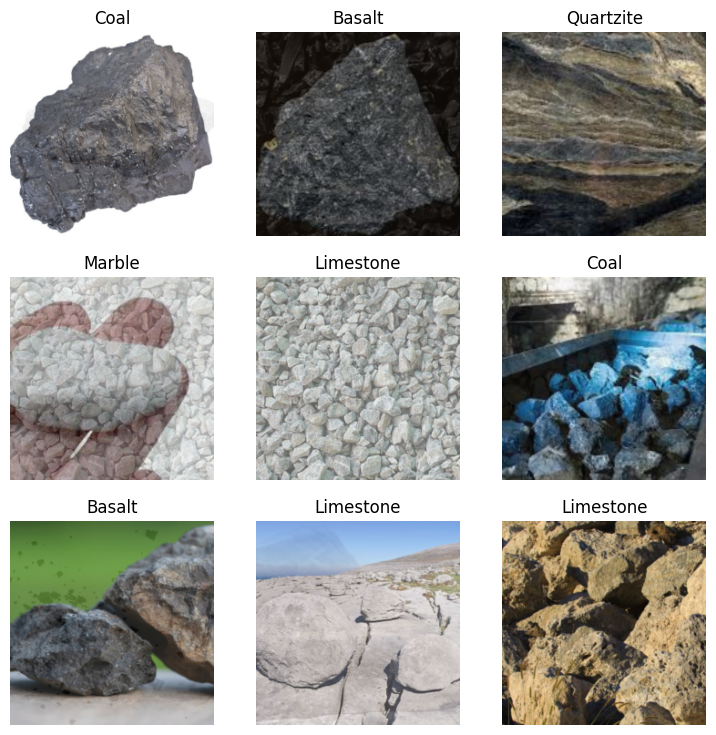 Coal
Basalt
Quartzite
Marble
Limestone
Coal
Basalt
Limestone
Limestone